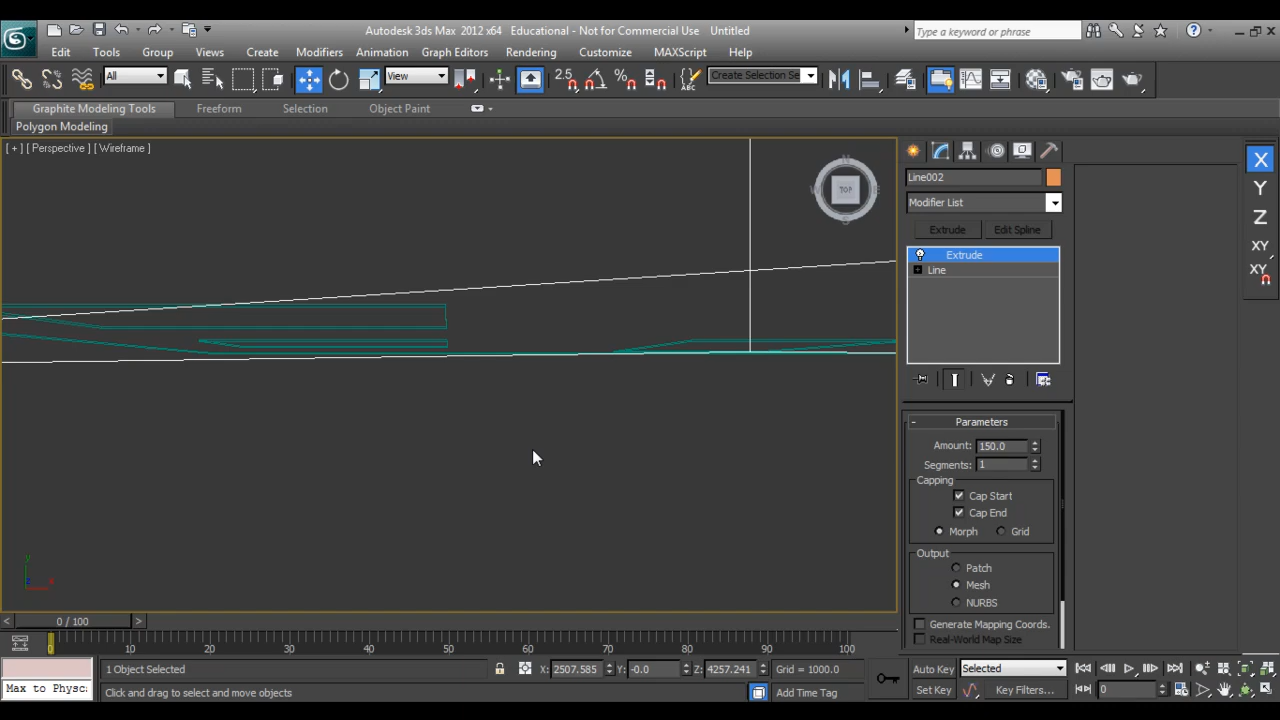 Autodesk 3ds Max 2012 x64    Educational - Not for Commercial Use    Untitled
Type a keyword or phrase
Edit Tools Group Views Create Modifiers Animation Graph Editors Rendering Customize MAXScript Help
All View 2.5 Create Selection Se
Graphite Modeling Tools Freeform Selection Object Paint
Polygon Modeling
[ + ] [ Perspective ] [ Wireframe ]
TOP
Line002
Modifier List
Extrude Edit Spline
Extrude
Line
Parameters
Amount: 150.0
Segments: 1
Capping
Cap Start
Cap End
Morph Grid
Output
Patch
Mesh
NURBS
Generate Mapping Coords.
Real-World Map Size
X
Y
Z
XY
XY
0 / 100
0 10 20 30 40 50 60 70 80 90 100
1 Object Selected X: 2507.585 Y: -0.0 Z: 4257.241 Grid = 1000.0 Auto Key Selected
Max to Physc: Click and drag to select and move objects Add Time Tag Set Key Key Filters... 0